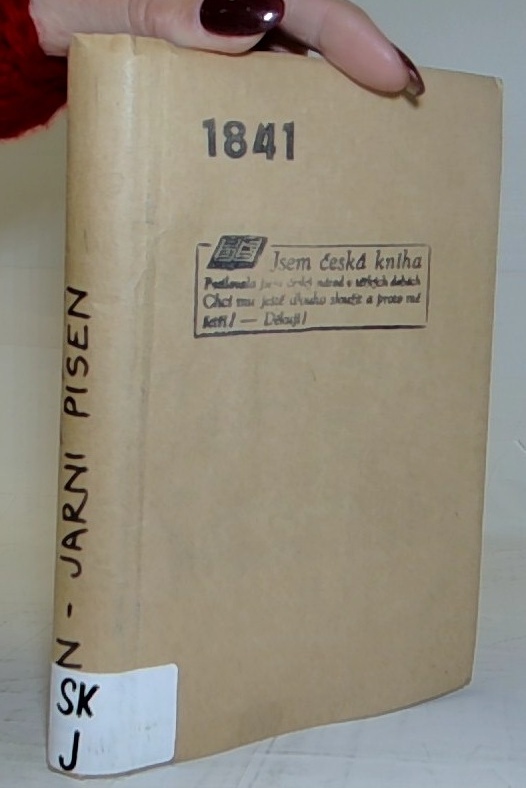 1841
Jsem česká kniha
Posilovala jsem český národ v těžkých dobách
Chci mu ještě dlouho sloužit a proto mě
šetři! — Děkuji!
N - JARNI PISEN
SK
J